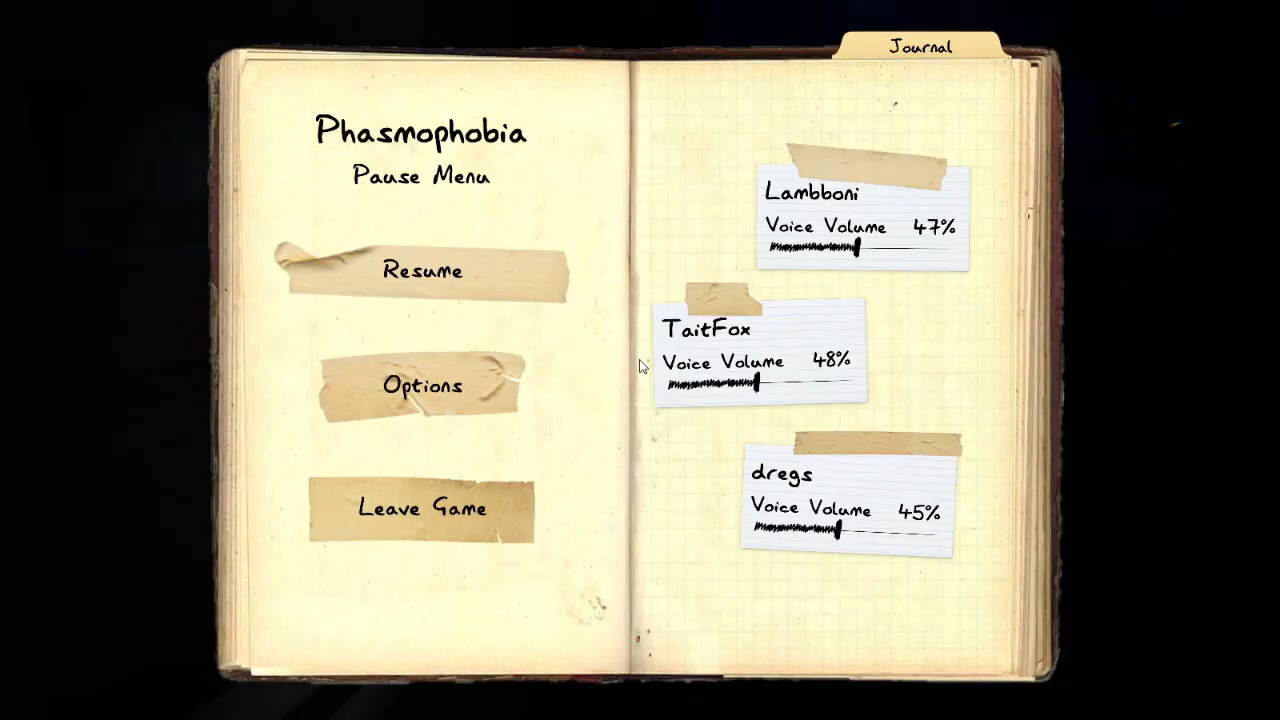 Journal
Phasmophobia
Pause Menu
Resume
Options
Leave Game
Lambboni
Voice Volume 47%
TaitFox
Voice Volume 48%
dregs
Voice Volume 45%